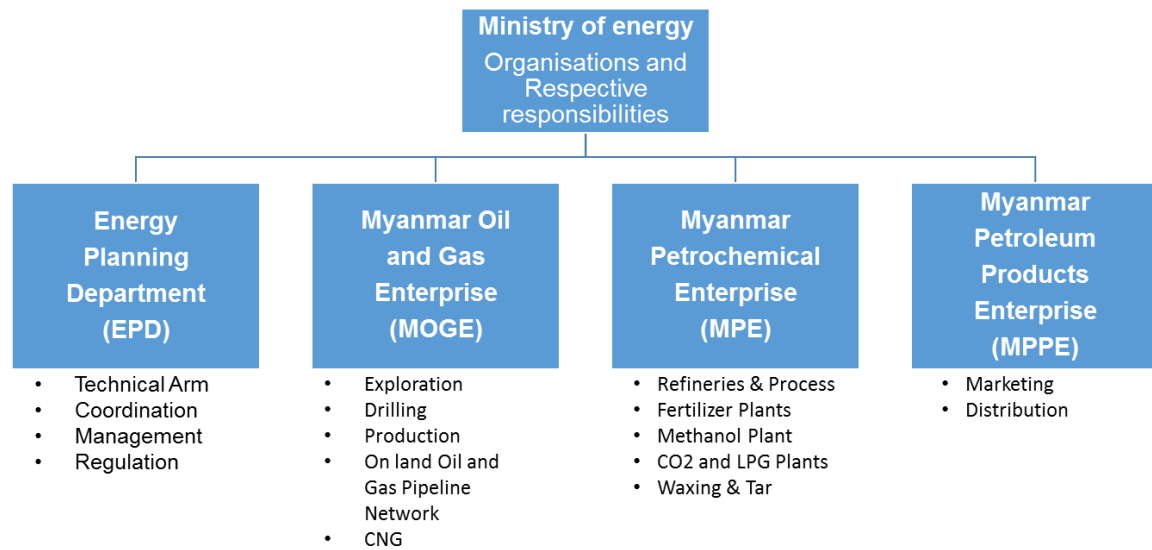 Ministry of energy
Organisations and
Respective
responsibilities
Energy
Planning
Department
(EPD)
• Technical Arm
• Coordination
• Management
• Regulation
Myanmar Oil
and Gas
Enterprise
(MOGE)
• Exploration
• Drilling
• Production
• On land Oil and
Gas Pipeline
Network
• CNG
Myanmar
Petrochemical
Enterprise
(MPE)
• Refineries & Process
• Fertilizer Plants
• Methanol Plant
• CO2 and LPG Plants
• Waxing & Tar
Myanmar
Petroleum
Products
Enterprise
(MPPE)
• Marketing
• Distribution